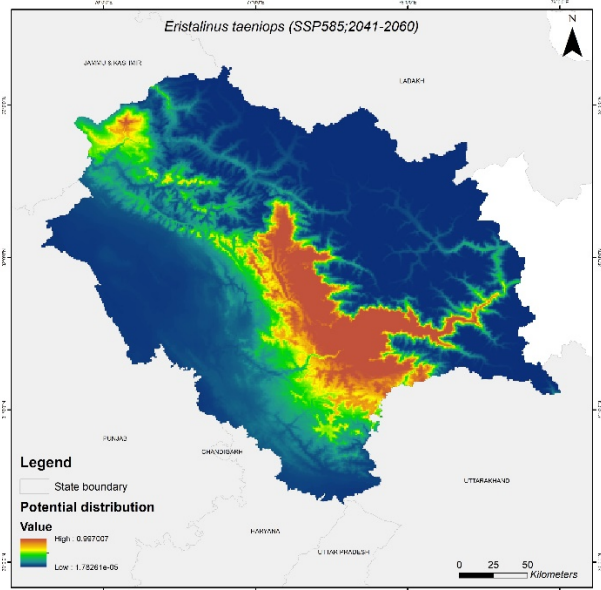 Eristalinus taeniops (SSP585;2041-2060)
N
JAMMU & KASHMIR
LADAKH
PUNJAB
CHANDIGARH
UTTARAKHAND
HARYANA
UTTAR PRADESH
Legend
State boundary
Potential distribution
Value
High : 0.997007
Low : 1.78261e-05
0 25 50
Kilometers